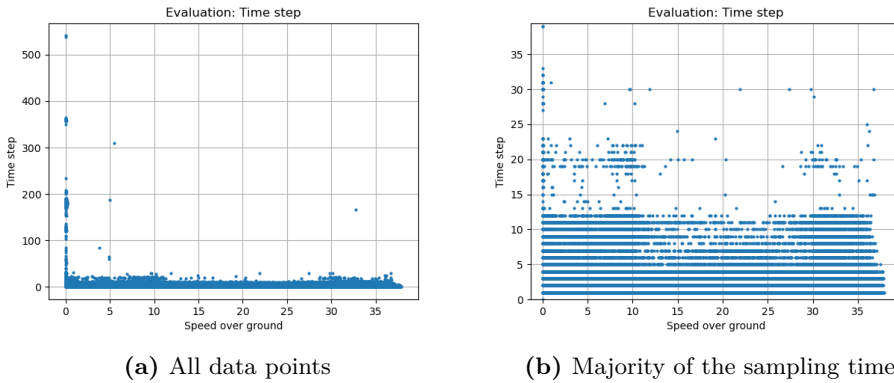 Evaluation: Time step
500
400
300
200
100
0
Time step
0 5 10 15 20 25 30 35
Speed over ground
(a) All data points
Evaluation: Time step
35
30
25
20
15
10
5
0
Time step
0 5 10 15 20 25 30 35
Speed over ground
(b) Majority of the sampling time